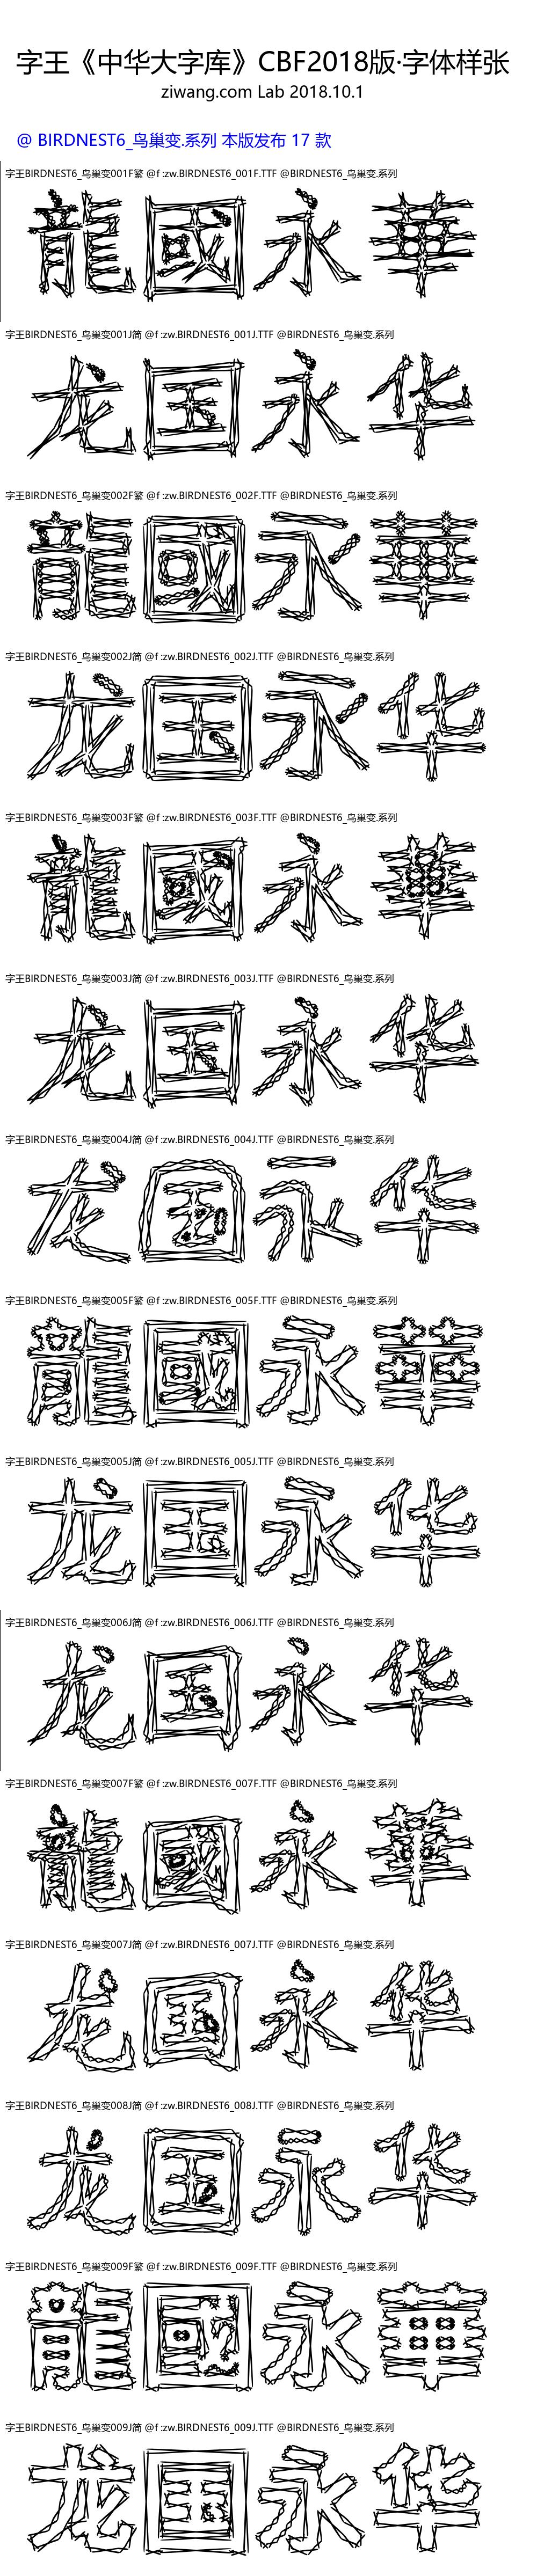 字王《中华大字库》CBF2018版·字体样张
ziwang.com Lab 2018.10.1
@ BIRDNEST6_鸟巢变.系列 本版发布 17 款
字王BIRDNEST6_鸟巢变001F繁 @f :zw.BIRDNEST6_001F.TTF @BIRDNEST6_鸟巢变.系列
龍國永華
字王BIRDNEST6_鸟巢变001J简 @f :zw.BIRDNEST6_001J.TTF @BIRDNEST6_鸟巢变.系列
龙国永华
字王BIRDNEST6_鸟巢变002F繁 @f :zw.BIRDNEST6_002F.TTF @BIRDNEST6_鸟巢变.系列
龍國永華
字王BIRDNEST6_鸟巢变002J简 @f :zw.BIRDNEST6_002J.TTF @BIRDNEST6_鸟巢变.系列
龙国永华
字王BIRDNEST6_鸟巢变003F繁 @f :zw.BIRDNEST6_003F.TTF @BIRDNEST6_鸟巢变.系列
龍國永華
字王BIRDNEST6_鸟巢变003J简 @f :zw.BIRDNEST6_003J.TTF @BIRDNEST6_鸟巢变.系列
龙国永华
字王BIRDNEST6_鸟巢变004J简 @f :zw.BIRDNEST6_004J.TTF @BIRDNEST6_鸟巢变.系列
龙国永华
字王BIRDNEST6_鸟巢变005F繁 @f :zw.BIRDNEST6_005F.TTF @BIRDNEST6_鸟巢变.系列
龍國永華
字王BIRDNEST6_鸟巢变005J简 @f :zw.BIRDNEST6_005J.TTF @BIRDNEST6_鸟巢变.系列
龙国永华
字王BIRDNEST6_鸟巢变006J简 @f :zw.BIRDNEST6_006J.TTF @BIRDNEST6_鸟巢变.系列
龙国永华
字王BIRDNEST6_鸟巢变007F繁 @f :zw.BIRDNEST6_007F.TTF @BIRDNEST6_鸟巢变.系列
龍國永華
字王BIRDNEST6_鸟巢变007J简 @f :zw.BIRDNEST6_007J.TTF @BIRDNEST6_鸟巢变.系列
龙国永华
字王BIRDNEST6_鸟巢变008J简 @f :zw.BIRDNEST6_008J.TTF @BIRDNEST6_鸟巢变.系列
龙国永华
字王BIRDNEST6_鸟巢变009F繁 @f :zw.BIRDNEST6_009F.TTF @BIRDNEST6_鸟巢变.系列
龍國永華
字王BIRDNEST6_鸟巢变009J简 @f :zw.BIRDNEST6_009J.TTF @BIRDNEST6_鸟巢变.系列
龙国永华